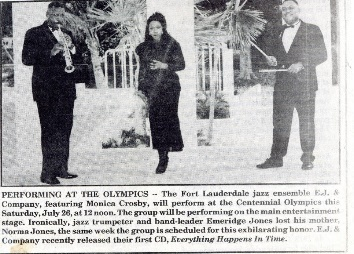 PERFORMING AT THE OLYMPICS -- The Fort Lauderdale jazz ensemble E.J. &
Company, featuring Monica Crosby, will perform at the Centennial Olympics this
Saturday, July 26, at 12 noon. The group will be performing on the main entertainment
stage. Ironically, jazz trumpeter and band-leader Emeridge Jones lost his mother,
Norma Jones, the same week the group is scheduled for this exhilarating honor. E.J. &
Company recently released their first CD, Everything Happens In Time.